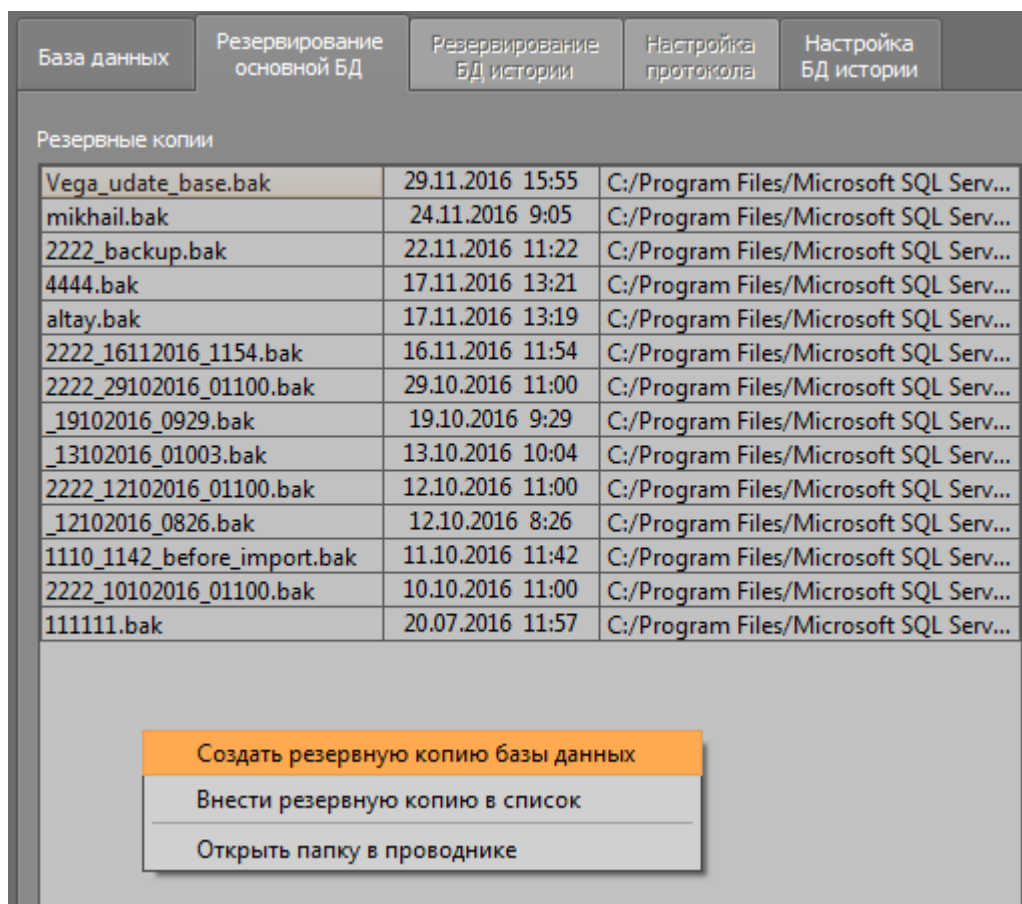 База данных
Резервирование
основной БД
Резервирование
БД истории
Настройка
протокола
Настройка
БД истории
Резервные копии
Vega_udate_base.bak 29.11.2016 15:55 C:/Program Files/Microsoft SQL Serv...
mikhail.bak 24.11.2016 9:05 C:/Program Files/Microsoft SQL Serv...
2222_backup.bak 22.11.2016 11:22 C:/Program Files/Microsoft SQL Serv...
4444.bak 17.11.2016 13:21 C:/Program Files/Microsoft SQL Serv...
altay.bak 17.11.2016 13:19 C:/Program Files/Microsoft SQL Serv...
2222_16112016_1154.bak 16.11.2016 11:54 C:/Program Files/Microsoft SQL Serv...
2222_29102016_01100.bak 29.10.2016 11:00 C:/Program Files/Microsoft SQL Serv...
_19102016_0929.bak 19.10.2016 9:29 C:/Program Files/Microsoft SQL Serv...
_13102016_01003.bak 13.10.2016 10:04 C:/Program Files/Microsoft SQL Serv...
2222_12102016_01100.bak 12.10.2016 11:00 C:/Program Files/Microsoft SQL Serv...
_12102016_0826.bak 12.10.2016 8:26 C:/Program Files/Microsoft SQL Serv...
1110_1142_before_import.bak 11.10.2016 11:42 C:/Program Files/Microsoft SQL Serv...
2222_10102016_01100.bak 10.10.2016 11:00 C:/Program Files/Microsoft SQL Serv...
111111.bak 20.07.2016 11:57 C:/Program Files/Microsoft SQL Serv...
Создать резервную копию базы данных
Внести резервную копию в список
Открыть папку в проводнике